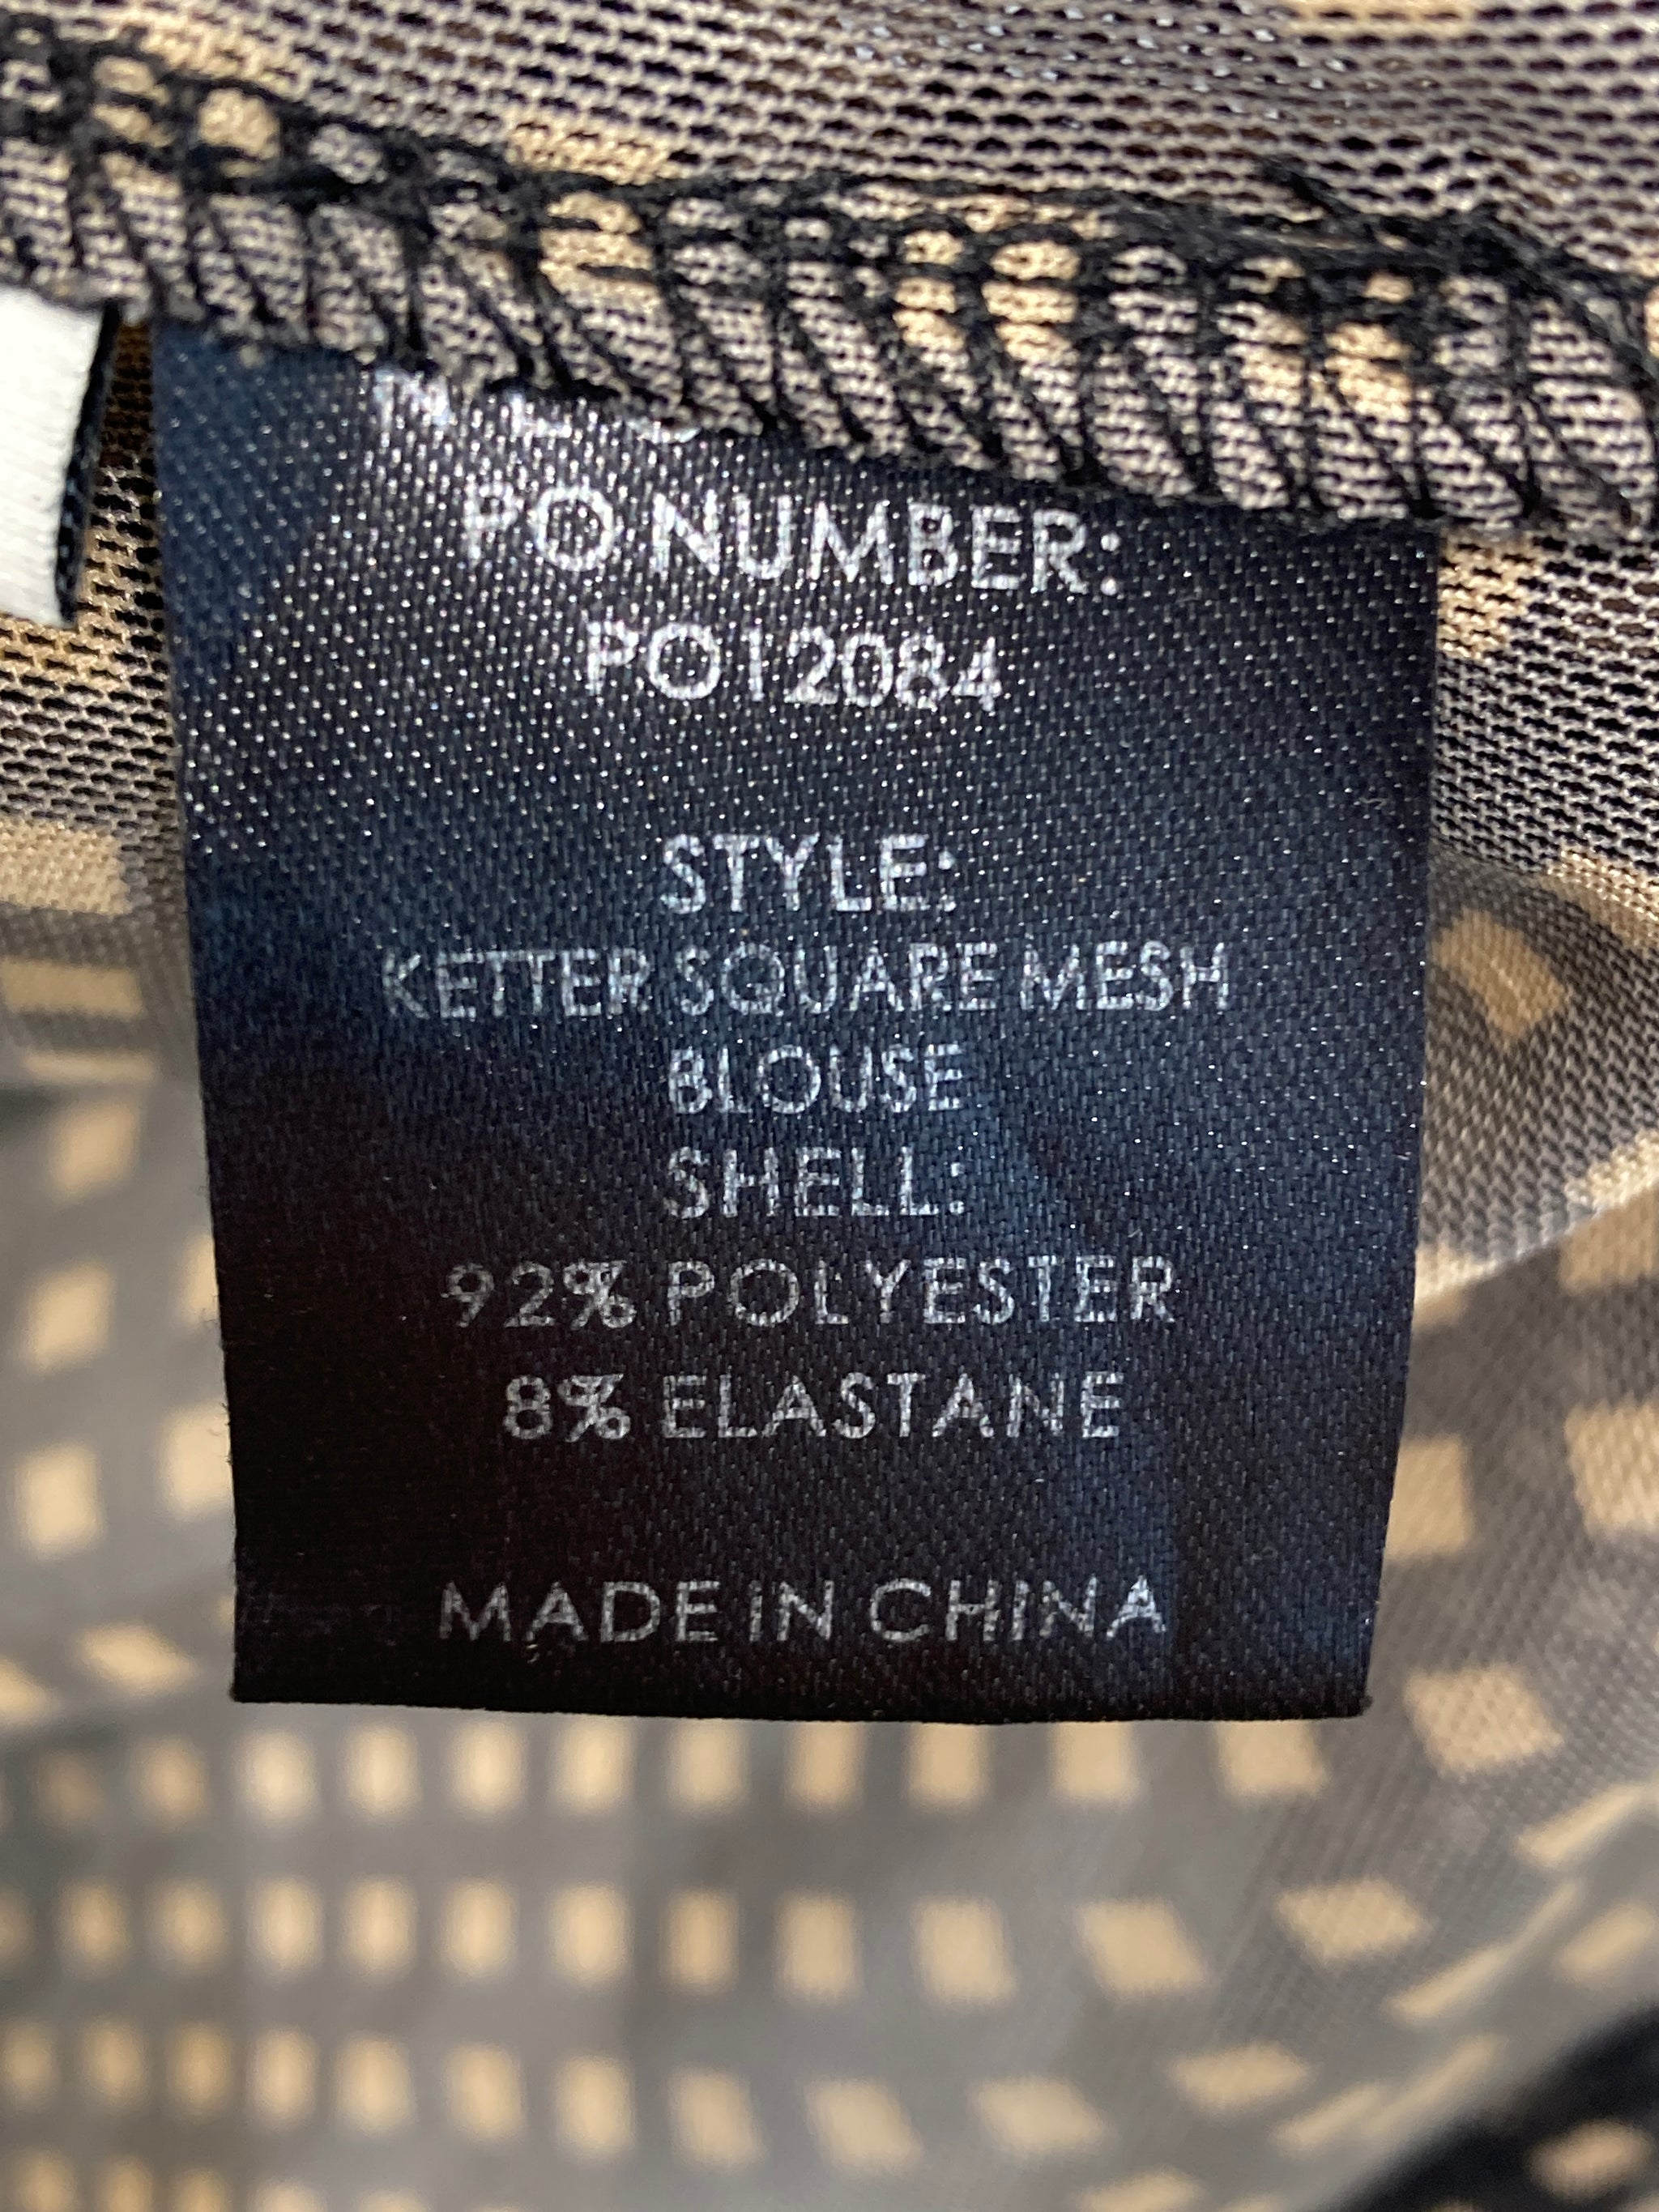 PO NUMBER:
PO12084
STYLE:
KETTER SQUARE MESH
BLOUSE
SHELL:
92% POLYESTER
8% ELASTANE
MADE IN CHINA